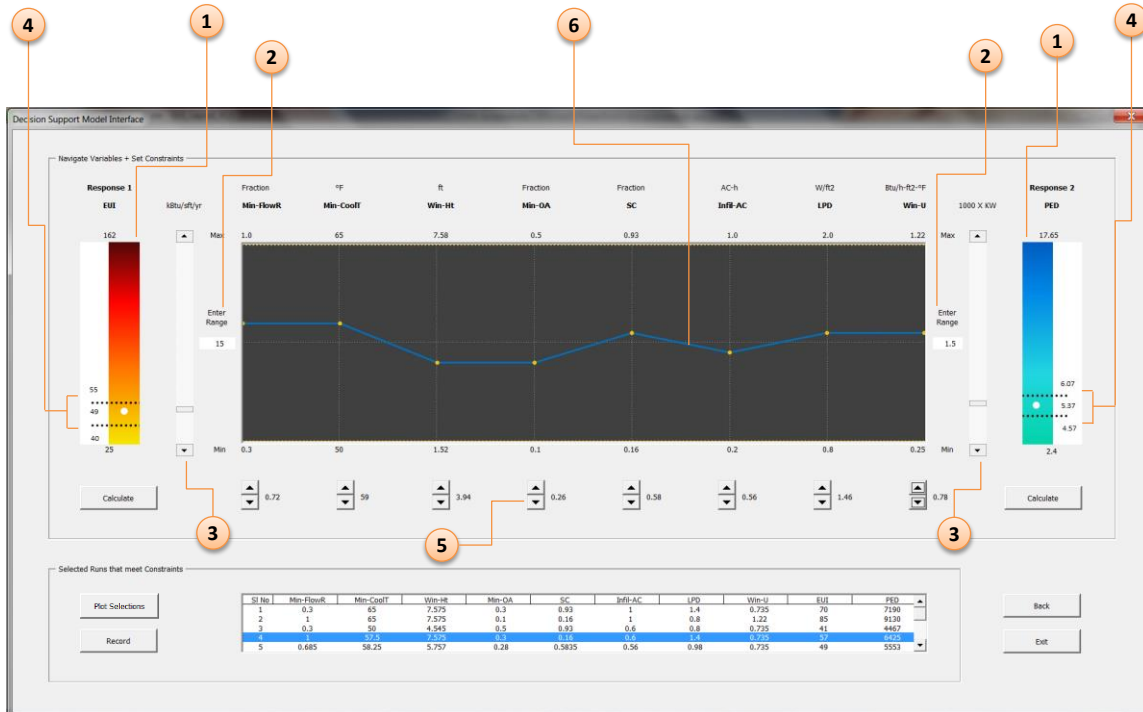 4
1
2
6
2
1
4
Decision Support Model Interface
X
Navigate Variables + Set Constraints
Response 1
Fraction
°F
ft
Fraction
Fraction
AC-h
W/ft2
Btu/h-ft2-°F
Response 2
EUI
kBtu/sft/yr
Min-FlowR
Min-CoolT
Win-Ht
Min-OA
SC
Infil-AC
LPD
Win-U
1000 X KW
PED
162
Max
1.0
65
7.58
0.5
0.93
1.0
2.0
1.22
Max
17.65
Enter
Range
15
Enter
Range
1.5
55
49
40
6.07
5.37
4.57
25
Min
0.3
50
1.52
0.1
0.16
0.2
0.8
0.25
Min
2.4
Calculate
0.72
59
3.94
0.26
0.58
0.56
1.46
0.78
Calculate
3
5
3
Selected Runs that meet Constraints
Plot Selections
Record
Sl No Min-FlowR Min-CoolT Win-Ht Min-OA SC Infil-AC LPD Win-U EUI PED
1 0.3 65 7.575 0.3 0.93 1 1.4 0.735 70 7190
2 1 65 7.575 0.1 0.16 1 0.8 1.22 85 9130
3 0.3 50 4.545 0.5 0.93 0.6 0.8 0.735 41 4467
4 1 57.5 7.575 0.3 0.16 0.6 1.4 0.735 57 6425
5 0.685 58.25 5.757 0.28 0.5835 0.56 0.98 0.735 49 5553
Back
Exit